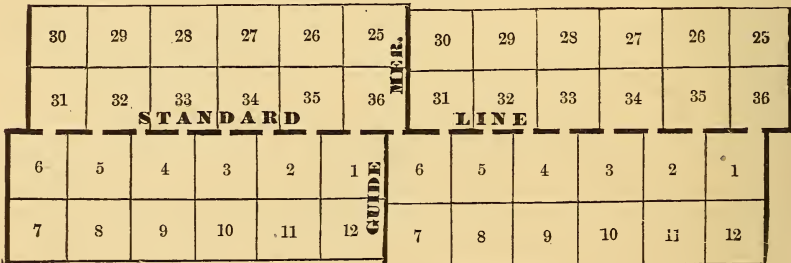 30 29 28 27 26 25 30 29 28 27 26 25
31 32 33 34 35 36 31 32 33 34 35 36
MER.
STANDARD LINE
GUIDE
6 5 4 3 2 1 6 5 4 3 2 1
7 8 9 10 11 12 7 8 9 10 11 12